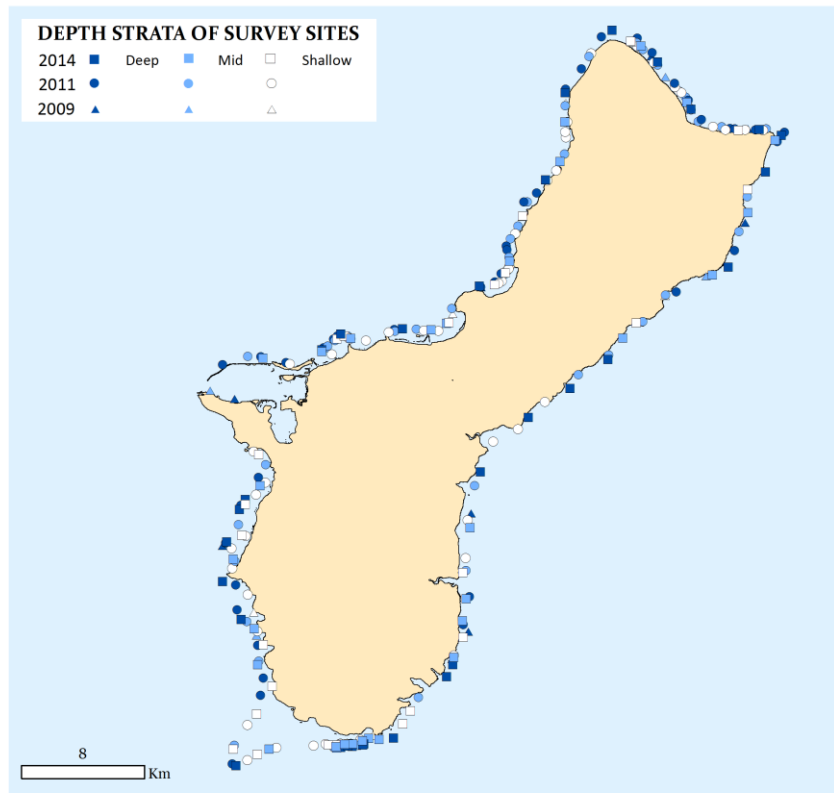 DEPTH STRATA OF SURVEY SITES
2014 Deep Mid Shallow
2011
2009
8
Km